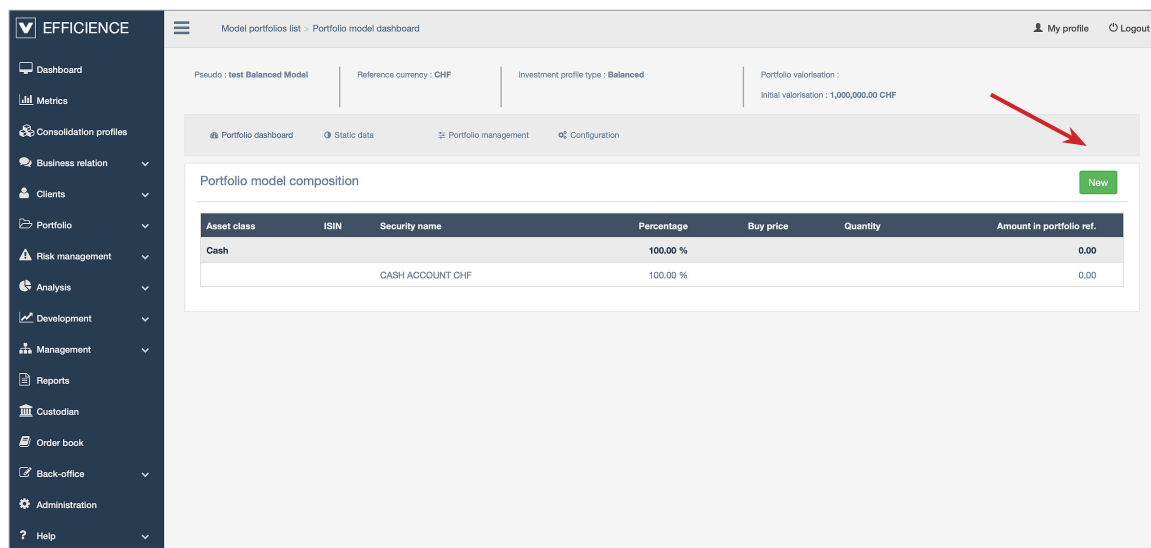 V EFFICIENCE
Model portfolios list > Portfolio model dashboard
My profile
Logout
Dashboard
Metrics
Consolidation profiles
Business relation
Clients
Portfolio
Risk management
Analysis
Development
Management
Reports
Custodian
Order book
Back-office
Administration
? Help
Pseudo : test Balanced Model
Reference currency : CHF
Investment profile type : Balanced
Portfolio valorisation :
Initial valorisation : 1,000,000.00 CHF
Portfolio dashboard
Static data
Portfolio management
Configuration
Portfolio model composition
New
Asset class ISIN Security name Percentage Buy price Quantity Amount in portfolio ref.
Cash 100.00 % 0.00
CASH ACCOUNT CHF 100.00 % 0.00